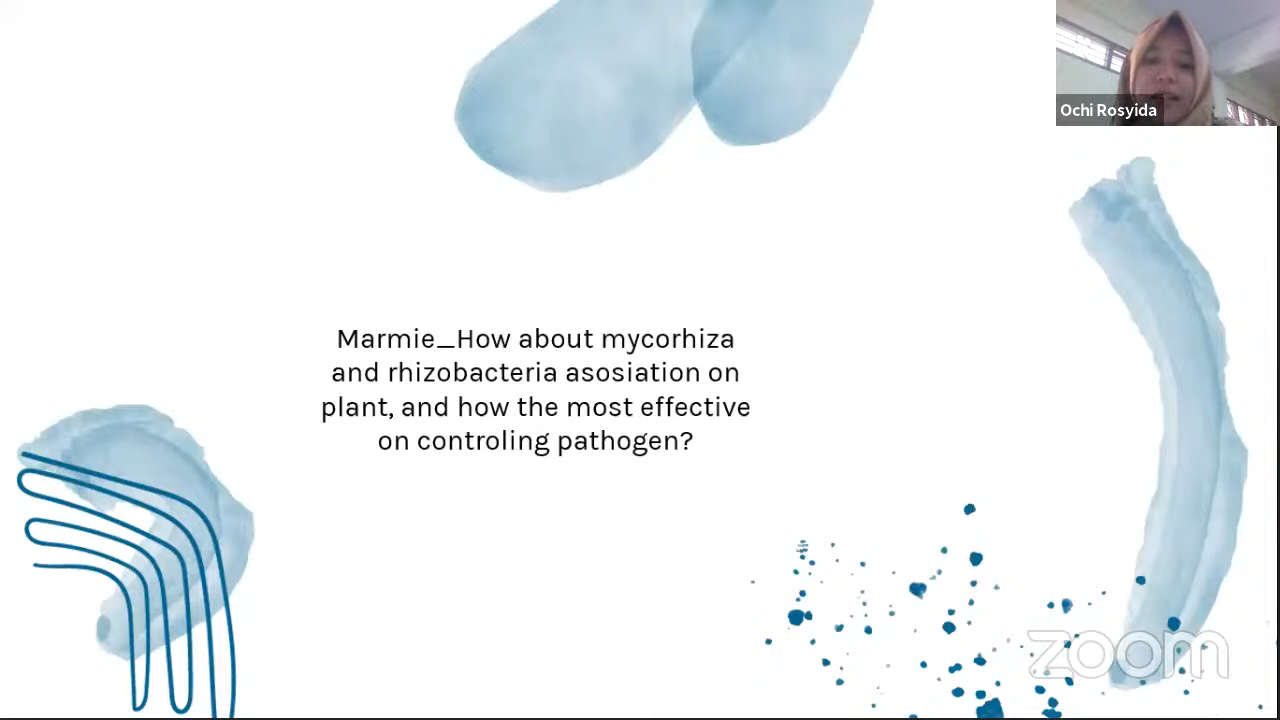 Ochi Rosyida
Marmie_How about mycorhiza
and rhizobacteria asosiation on
plant, and how the most effective
on controling pathogen?
zoom